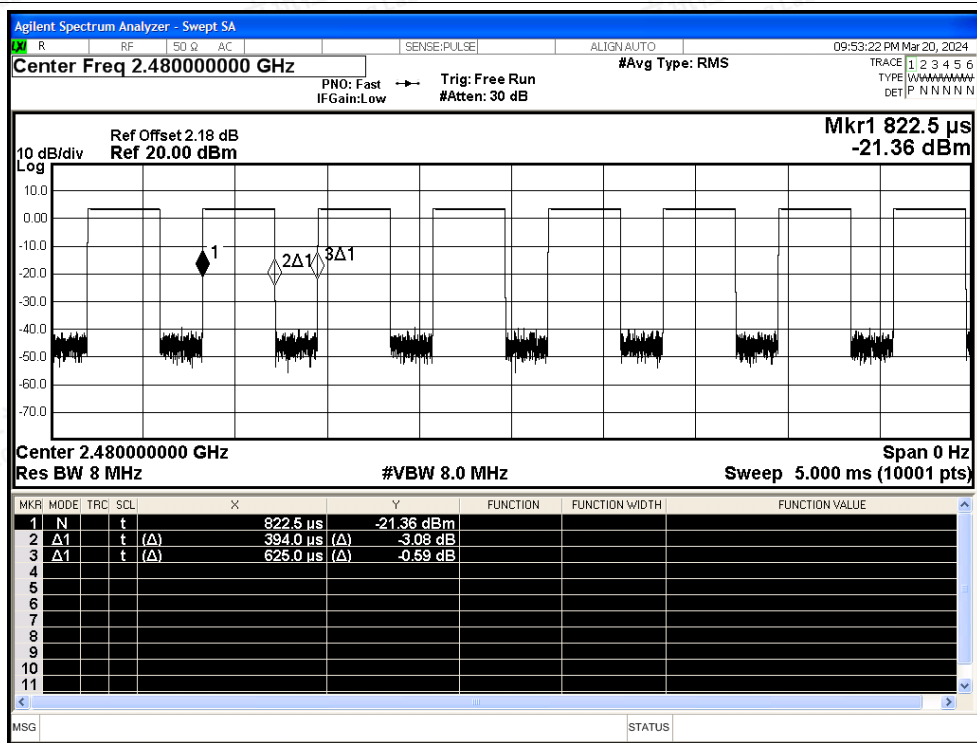 Agilent Spectrum Analyzer - Swept SA
LXI R RF 50 Ω AC SENSE:PULSE ALIGN AUTO 09:53:22 PM Mar 20, 2024
Center Freq 2.480000000 GHz
PNO: Fast
IFGain:Low
Trig: Free Run
#Atten: 30 dB
#Avg Type: RMS
TRACE 1 2 3 4 5 6
TYPE
DET P N N N N N
Mkr1 822.5 µs
-21.36 dBm
Ref Offset 2.18 dB
10 dB/div Ref 20.00 dBm
Log
10.0
0.00
-10.0
-20.0
-30.0
-40.0
-50.0
-60.0
-70.0
1
2Δ1
3Δ1
Center 2.480000000 GHz Span 0 Hz
Res BW 8 MHz #VBW 8.0 MHz Sweep 5.000 ms (10001 pts)
MKR MODE TRC SCL X Y FUNCTION FUNCTION WIDTH FUNCTION VALUE
1 N t 822.5 µs -21.36 dBm
2 Δ1 t (Δ) 394.0 µs (Δ) -3.08 dB
3 Δ1 t (Δ) 625.0 µs (Δ) -0.59 dB
4
5
6
7
8
9
10
11
MSG STATUS